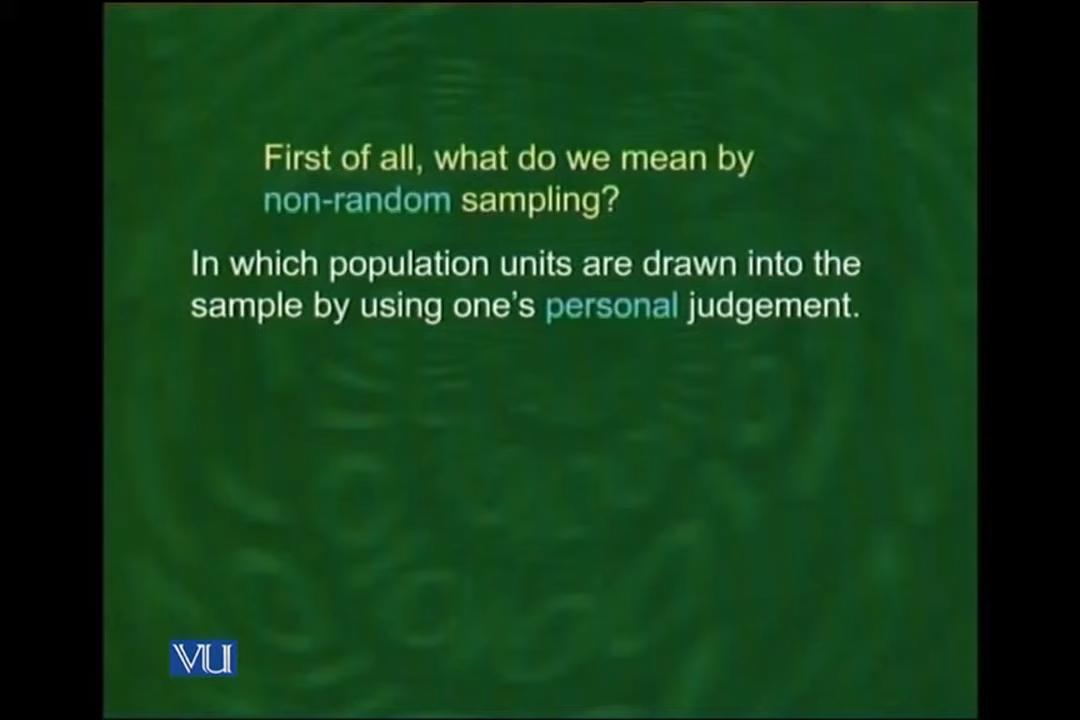 First of all, what do we mean by
non-random sampling?
In which population units are drawn into the
sample by using one's personal judgement.
VU